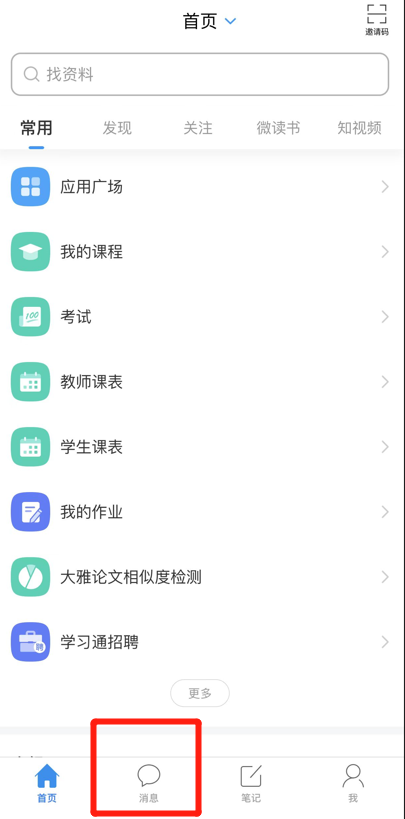 首页
邀请码
找资料
常用
发现
关注
微读书
知视频
应用广场
我的课程
100
考试
教师课表
学生课表
我的作业
大雅论文相似度检测
聘
学习通招聘
更多
首页
消息
笔记
我